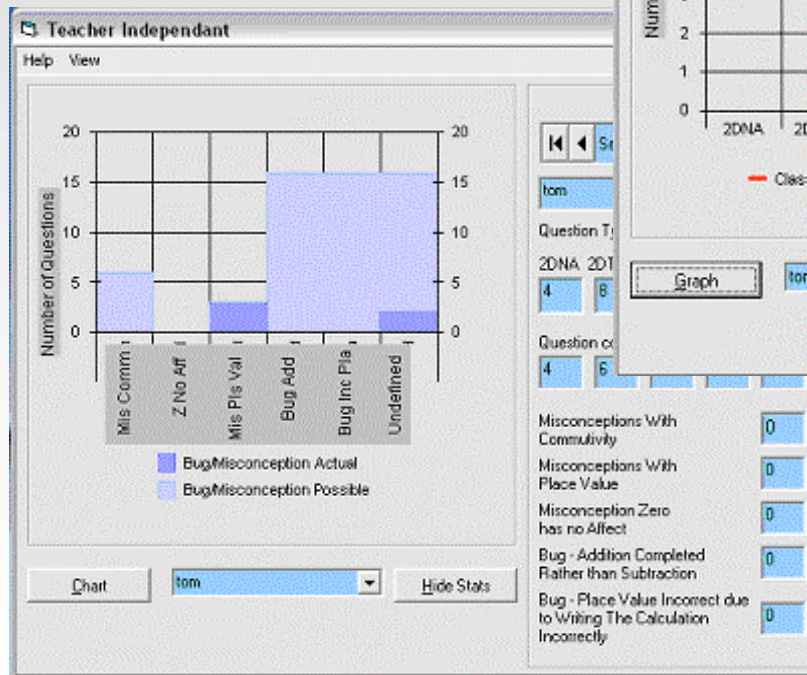 Teacher Independant
Help View
20
15
10
5
0
20
15
10
5
0
Number of Questions
Mis Comm
Z No Aff
Mis Pls Val
Bug Add
Bug Inc Pla
Undefined
Bug/Misconception Actual
Bug/Misconception Possible
Chart
tom
Hide Stats
tom
Question
2DNA
4 6
Question
4 6
Misconceptions With
Commutivity
0
Misconceptions With
Place Value
0
Misconception Zero
has no Affect
0
Bug - Addition Completed
Rather than Subtraction
0
Bug - Place Value Incorrect due
to Writing The Calculation
Incorrectly
0
Num
2
1
0
2DNA
Graph